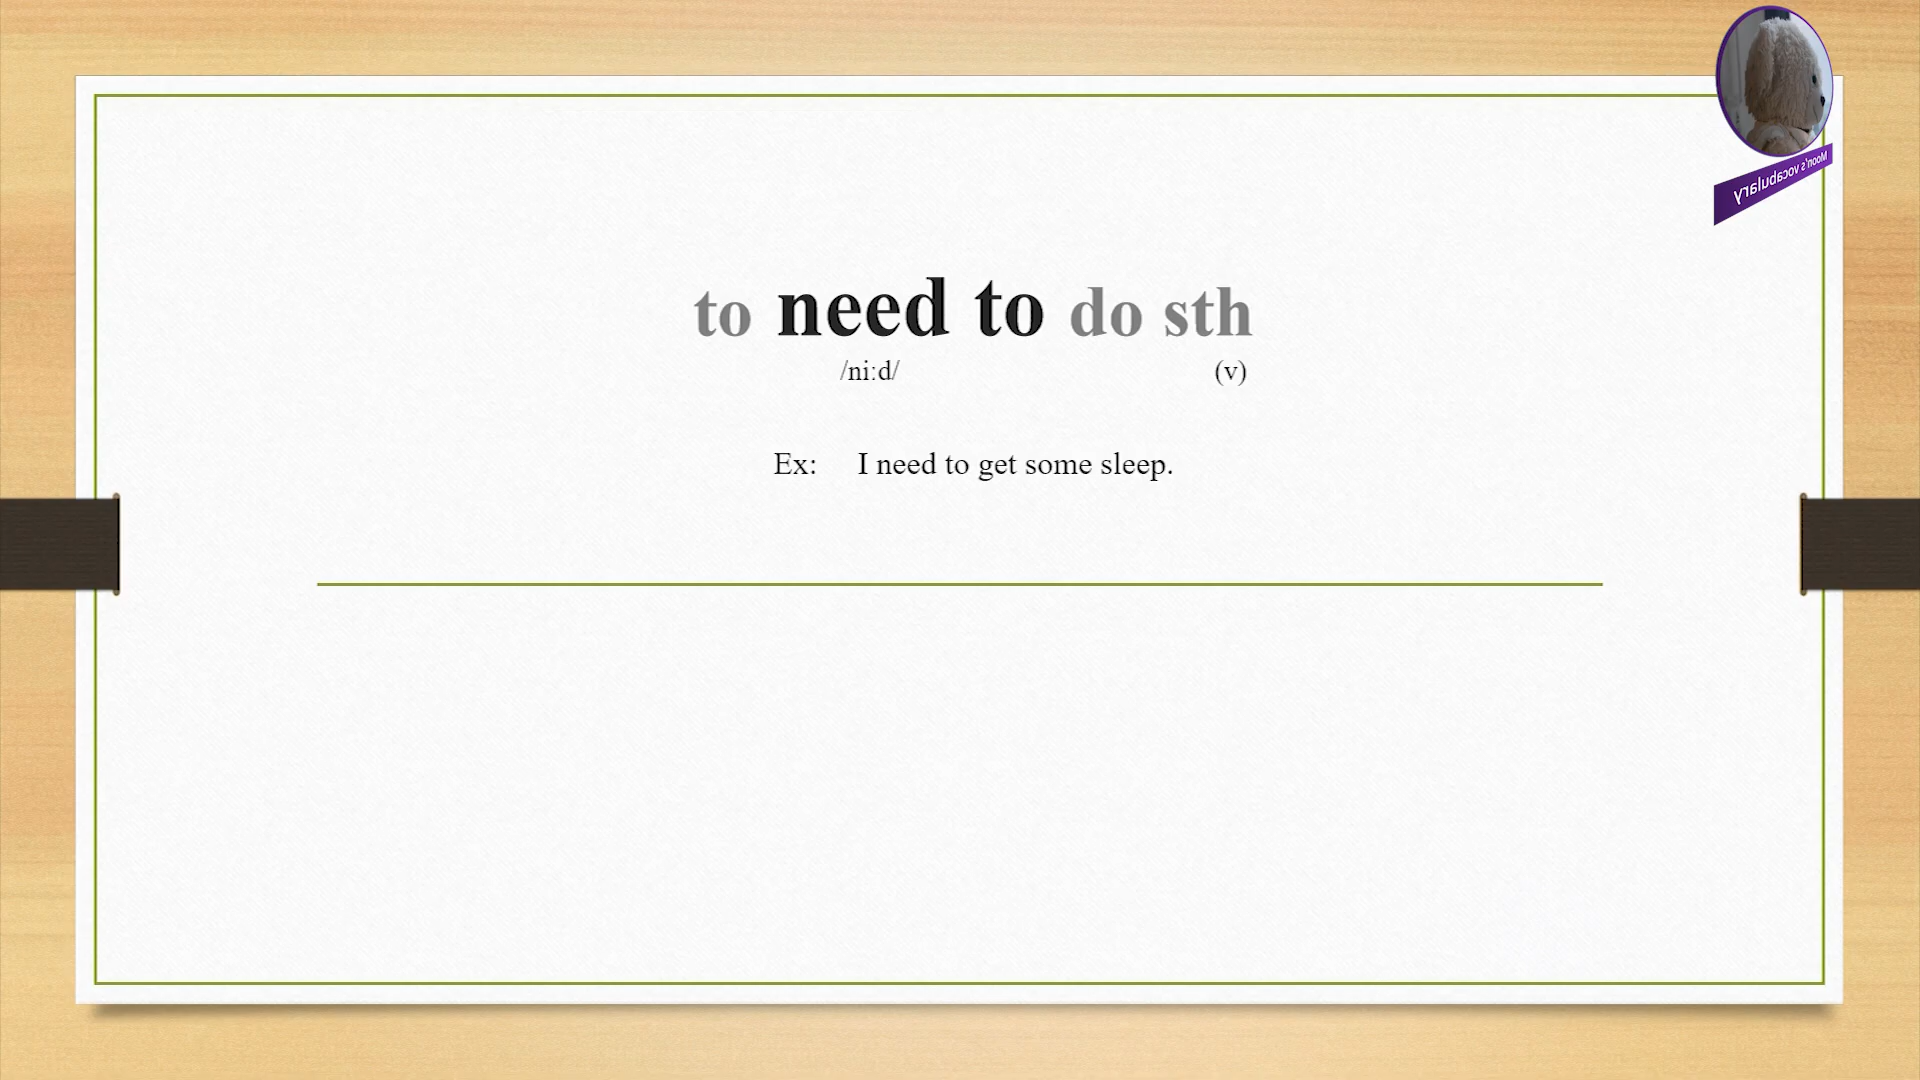 Moon's vocabulary
to need to do sth
/ni:d/ (v)
Ex: I need to get some sleep.